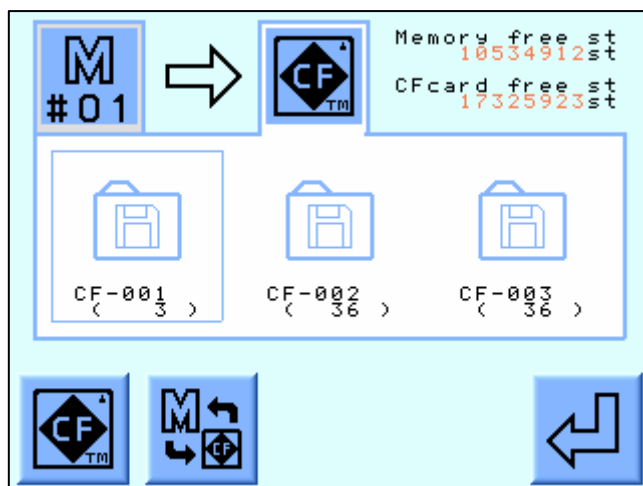 M
#01
CF
TM
Memory free st
10534912st
CFcard free st
17325923st
CF-001
( 3 )
CF-002
( 36 )
CF-003
( 36 )
CF
TM
M
CF